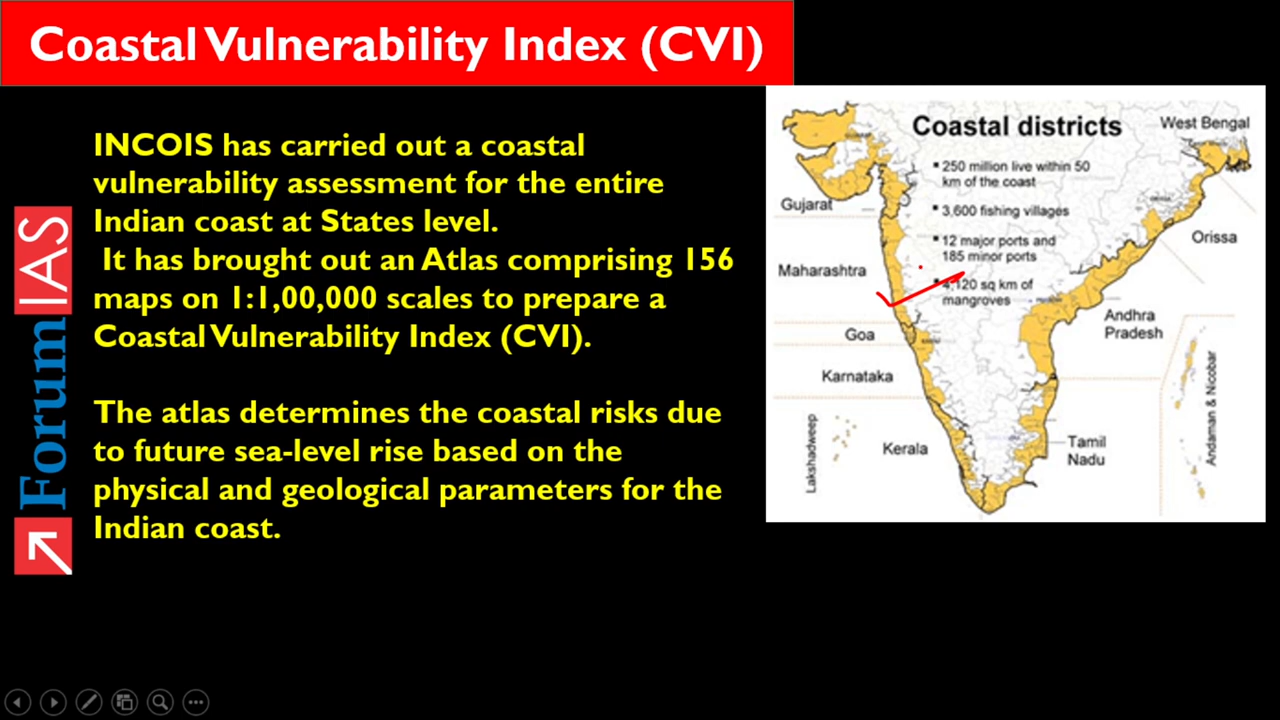 Coastal Vulnerability Index (CVI)
INCOIS has carried out a coastal
vulnerability assessment for the entire
Indian coast at States level.
It has brought out an Atlas comprising 156
maps on 1:1,00,000 scales to prepare a
Coastal Vulnerability Index (CVI).
The atlas determines the coastal risks due
to future sea-level rise based on the
physical and geological parameters for the
Indian coast.
Forum IAS
Coastal districts
250 million live within 50
km of the coast
3,600 fishing villages
12 major ports and
185 minor ports
4,120 sq km of
mangroves
West Bengal
Gujarat
Orissa
Maharashtra
Goa
Andhra
Pradesh
Karnataka
Kerala
Tamil
Nadu
Lakshadweep
Andaman & Nicobar